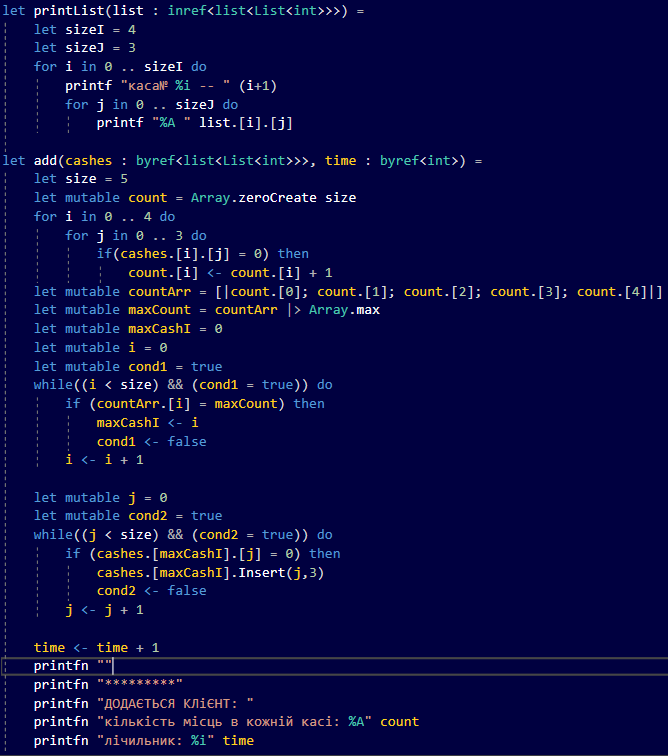 let printList(list : inref<list<List<int>>>) =
    let sizeI = 4
    let sizeJ = 3
    for i in 0 .. sizeI do
        printf "каса№ %i -- " (i+1)
        for j in 0 .. sizeJ do
            printf "%A " list.[i].[j]

let add(cashes : byref<list<List<int>>>, time : byref<int>) =
    let size = 5
    let mutable count = Array.zeroCreate size
    for i in 0 .. 4 do
        for j in 0 .. 3 do
            if(cashes.[i].[j] = 0) then
                count.[i] <- count.[i] + 1
    let mutable countArr = [|count.[0]; count.[1]; count.[2]; count.[3]; count.[4]|]
    let mutable maxCount = countArr |> Array.max
    let mutable maxCashI = 0
    let mutable i = 0
    let mutable cond1 = true
    while((i < size) && (cond1 = true)) do
        if (countArr.[i] = maxCount) then
            maxCashI <- i
            cond1 <- false
        i <- i + 1

    let mutable j = 0
    let mutable cond2 = true
    while((j < size) && (cond2 = true)) do
        if (cashes.[maxCashI].[j] = 0) then
            cashes.[maxCashI].Insert(j,3)
            cond2 <- false
        j <- j + 1

    time <- time + 1
    printfn ""
    printfn "*********"
    printfn "ДОДАЄТЬСЯ КЛІЄНТ: "
    printfn "кількість місць в кожній касі: %A" count
    printfn "лічильник: %i" time